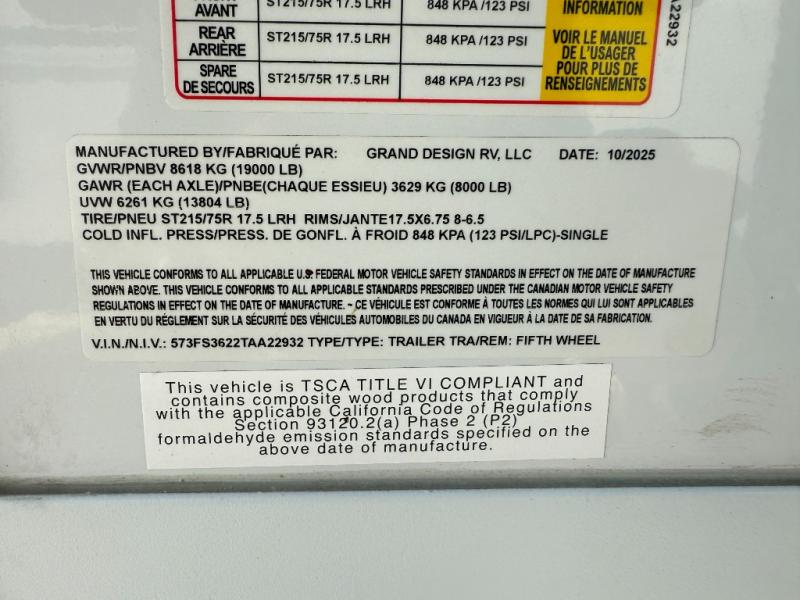 AVANT ST215/75R 17.5 LRH 848 KPA /123 PSI INFORMATION
REAR
ARRIÈRE ST215/75R 17.5 LRH 848 KPA /123 PSI
SPARE
DE SECOURS ST215/75R 17.5 LRH 848 KPA /123 PSI
VOIR LE MANUEL
DE L'USAGER
POUR PLUS DE
RENSEIGNEMENTS
A22932
MANUFACTURED BY/FABRIQUÉ PAR: GRAND DESIGN RV, LLC DATE: 10/2025
GVWR/PNBV 8618 KG (19000 LB)
GAWR (EACH AXLE)/PNBE(CHAQUE ESSIEU) 3629 KG (8000 LB)
UVW 6261 KG (13804 LB)
TIRE/PNEU ST215/75R 17.5 LRH RIMS/JANTE17.5X6.75 8-6.5
COLD INFL. PRESS/PRESS. DE GONFL. À FROID 848 KPA (123 PSI/LPC)-SINGLE
THIS VEHICLE CONFORMS TO ALL APPLICABLE U.S. FEDERAL MOTOR VEHICLE SAFETY STANDARDS IN EFFECT ON THE DATE OF MANUFACTURE
SHOWN ABOVE. THIS VEHICLE CONFORMS TO ALL APPLICABLE STANDARDS PRESCRIBED UNDER THE CANADIAN MOTOR VEHICLE SAFETY
REGULATIONS IN EFFECT ON THE DATE OF MANUFACTURE. - CE VÉHICULE EST CONFORME À TOUTES LES NORMES QUI LUI SONT APPLICABLES
EN VERTU DU RÉGLEMENT SUR LA SÉCURITÉ DES VÉHICULES AUTOMOBILES DU CANADA EN VIGUEUR À LA DATE DE SA FABRICATION.
V.I.N./N.I.V.: 573FS3622TAA22932 TYPE/TYPE: TRAILER TRA/REM: FIFTH WHEEL
This vehicle is TSCA TITLE VI COMPLIANT and
contains composite wood products that comply
with the applicable California Code of Regulations
Section 93120.2(a) Phase 2 (P2)
formaldehyde emission standards specified on the
above date of manufacture.